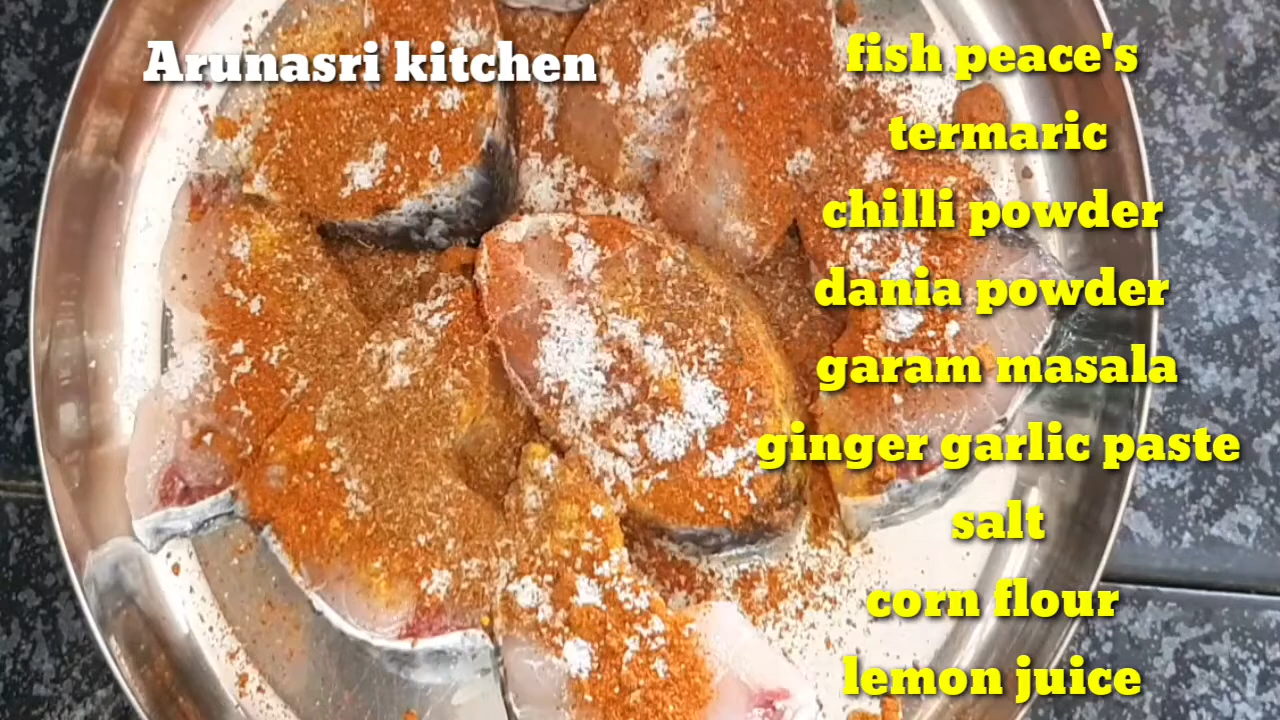 Arunasri kitchen
fish peace's
termaric
chilli powder
dania powder
garam masala
ginger garlic paste
salt
corn flour
lemon juice